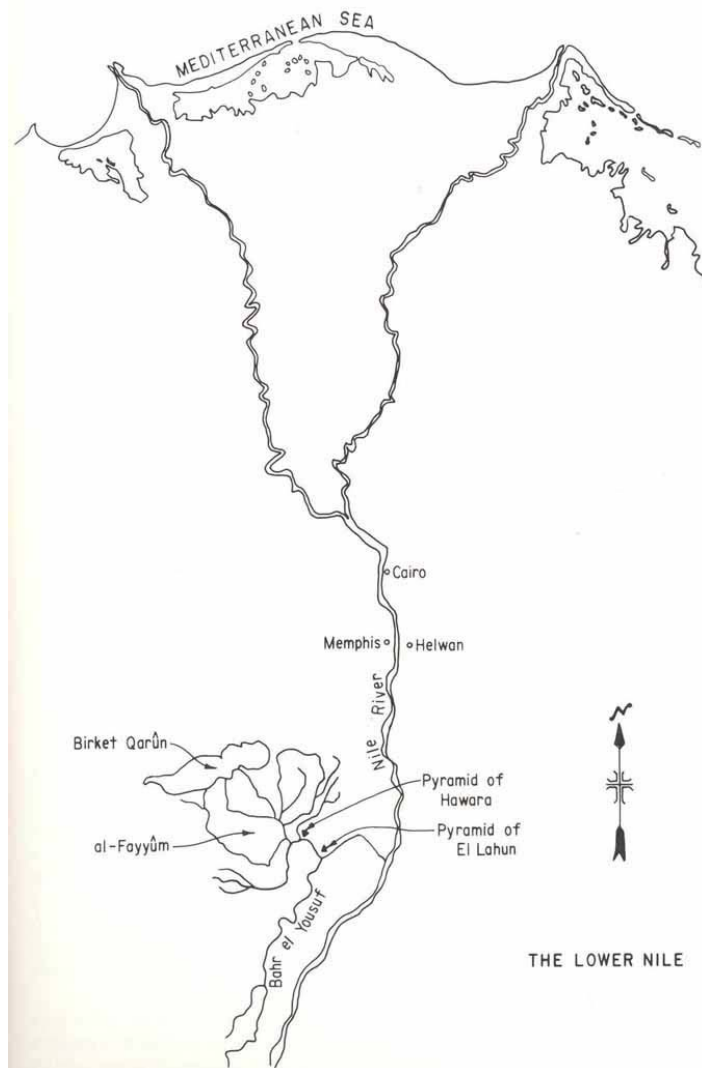 MEDITERRANEAN SEA
Cairo
Memphis
Helwan
Nile River
N
Birket Qarûn
Pyramid of
Hawara
al-Fayyûm
Pyramid of
El Lahun
Bahr el Yousuf
THE LOWER NILE